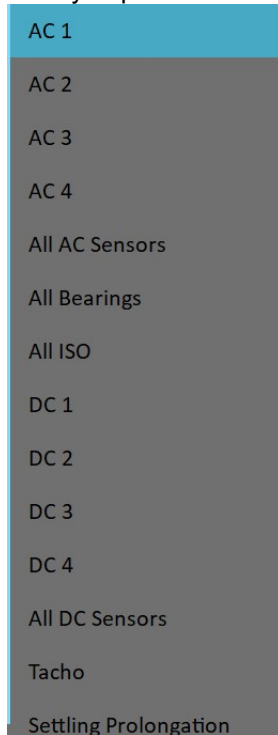 AC 1
AC 2
AC 3
AC 4
All AC Sensors
All Bearings
All ISO
DC 1
DC 2
DC 3
DC 4
All DC Sensors
Tacho
Settling Prolongation